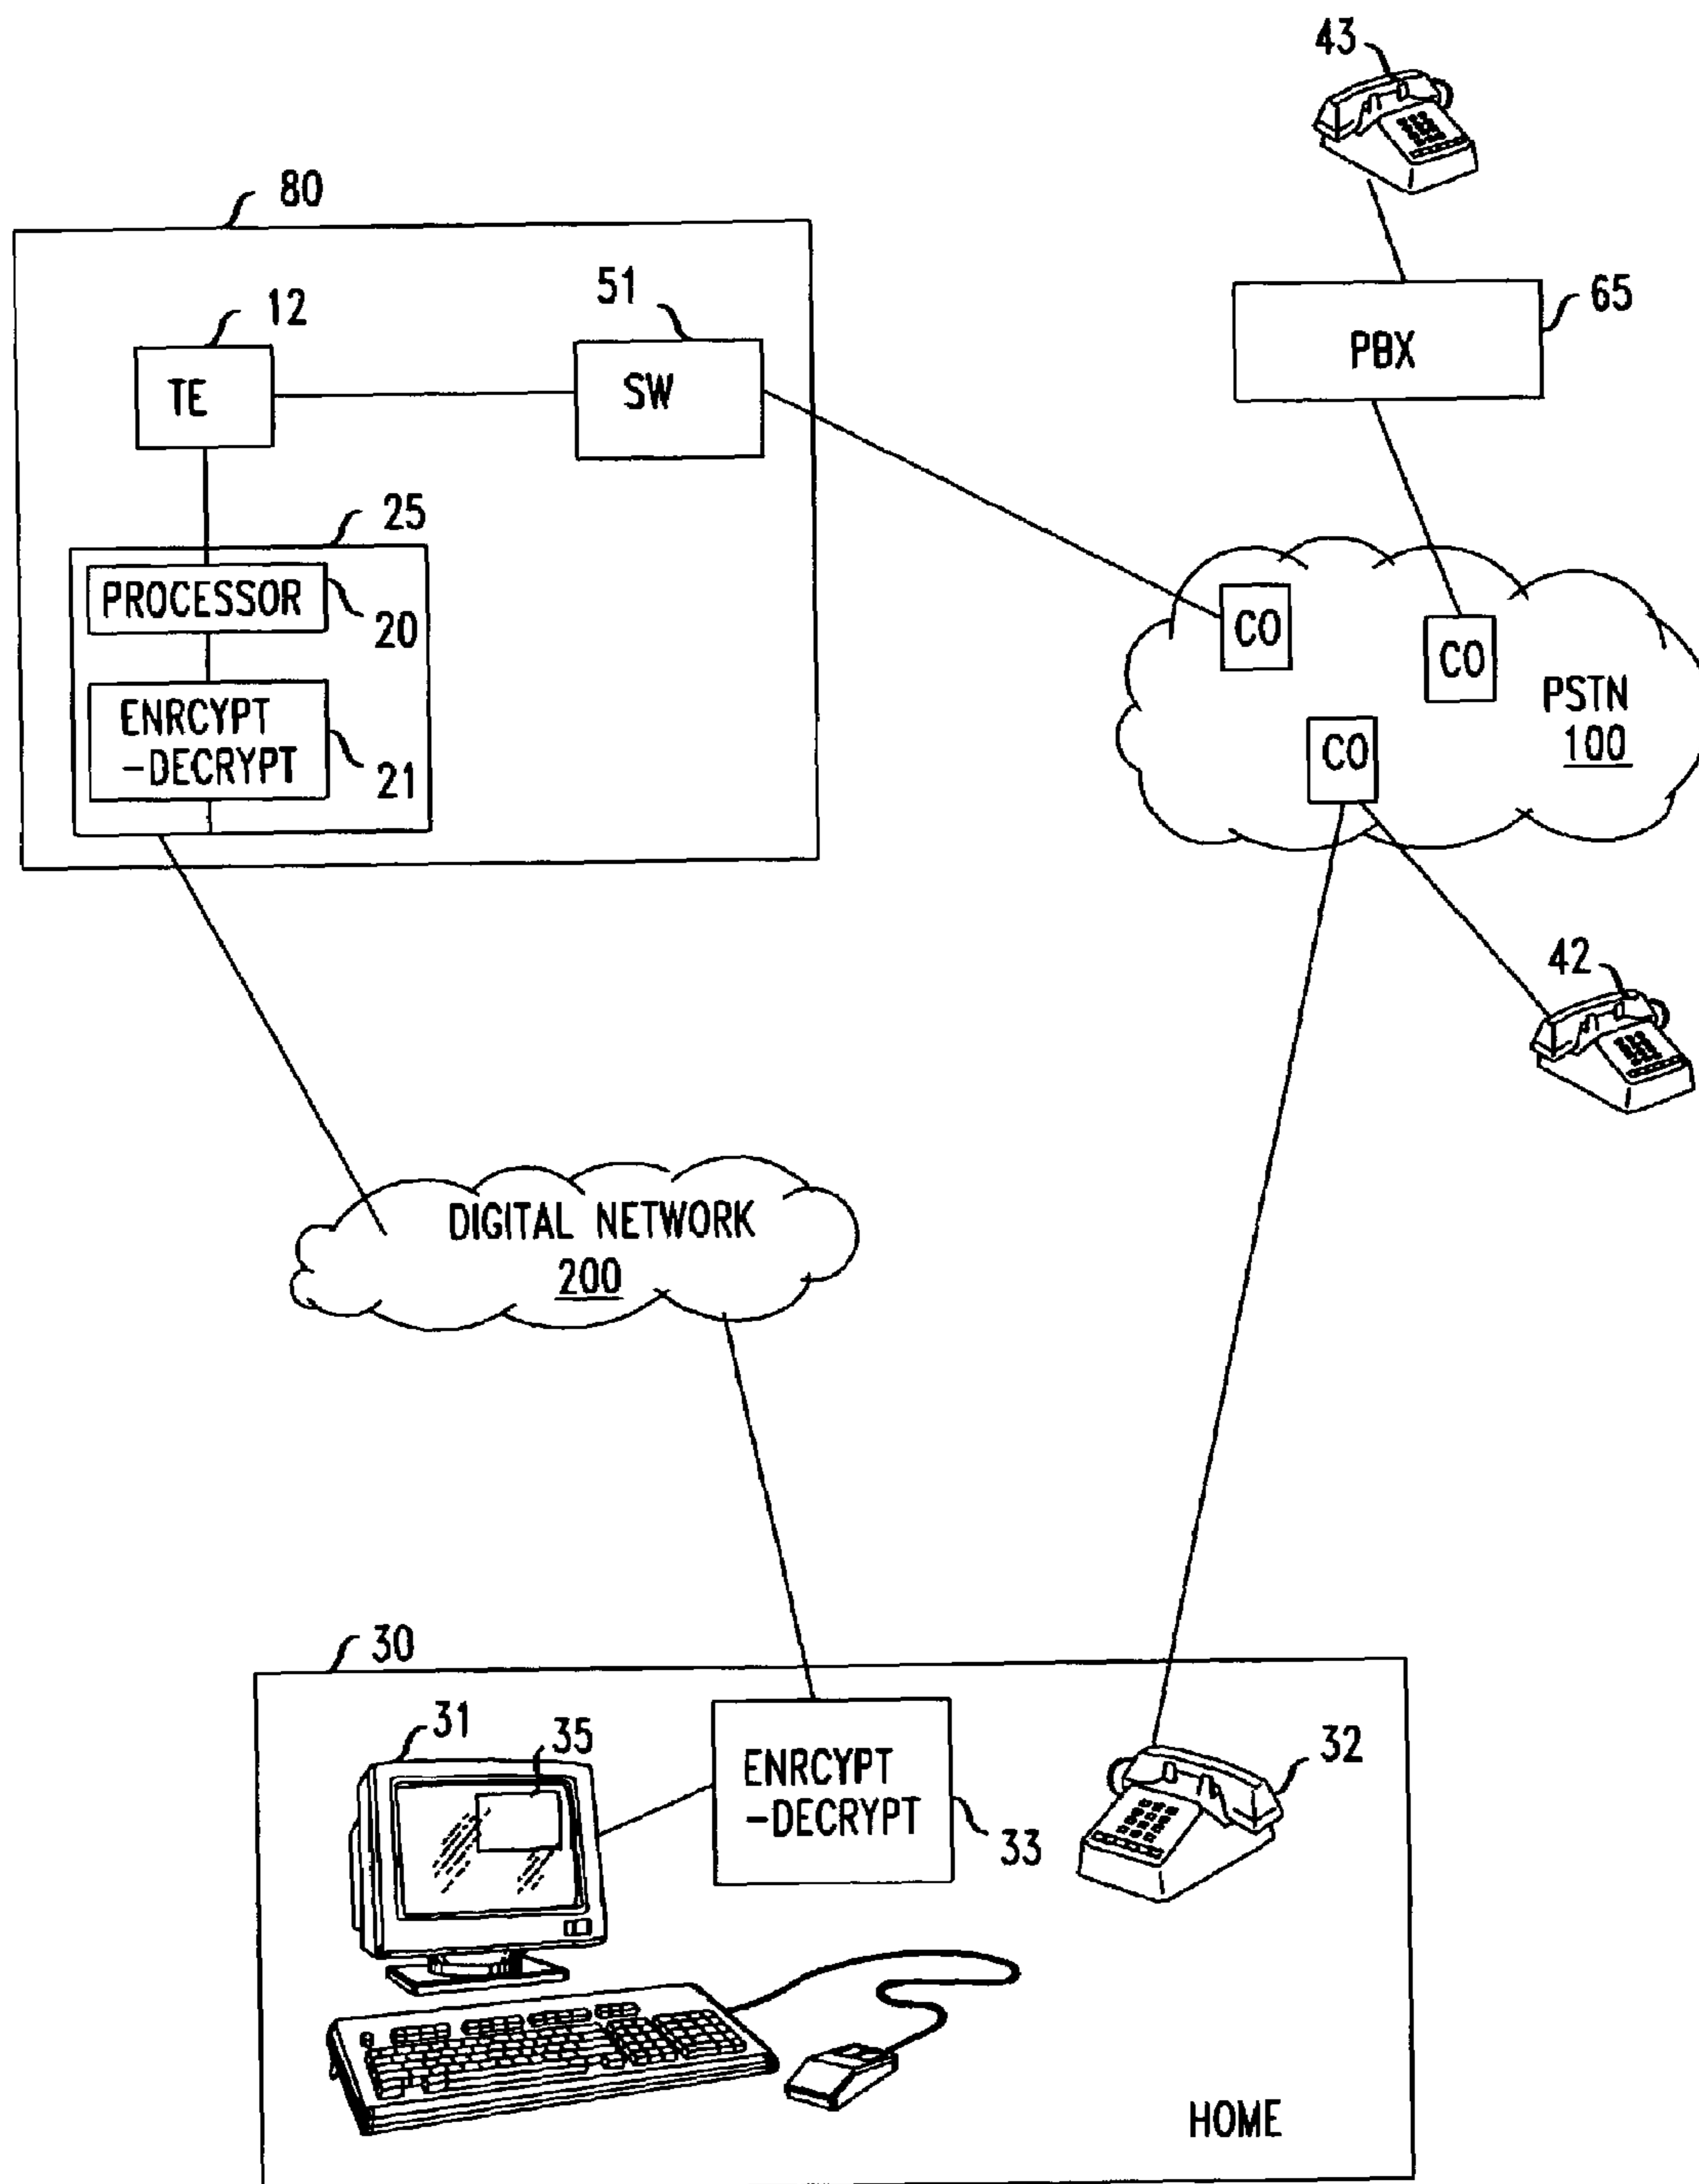 43
80
12
51
65
TE
SW
PBX
25
PROCESSOR
20
CO
CO
ENRCYPT
-DECRYPT
21
PSTN
100
CO
42
DIGITAL NETWORK
200
30
31
35
32
ENRCYPT
-DECRYPT
33
HOME